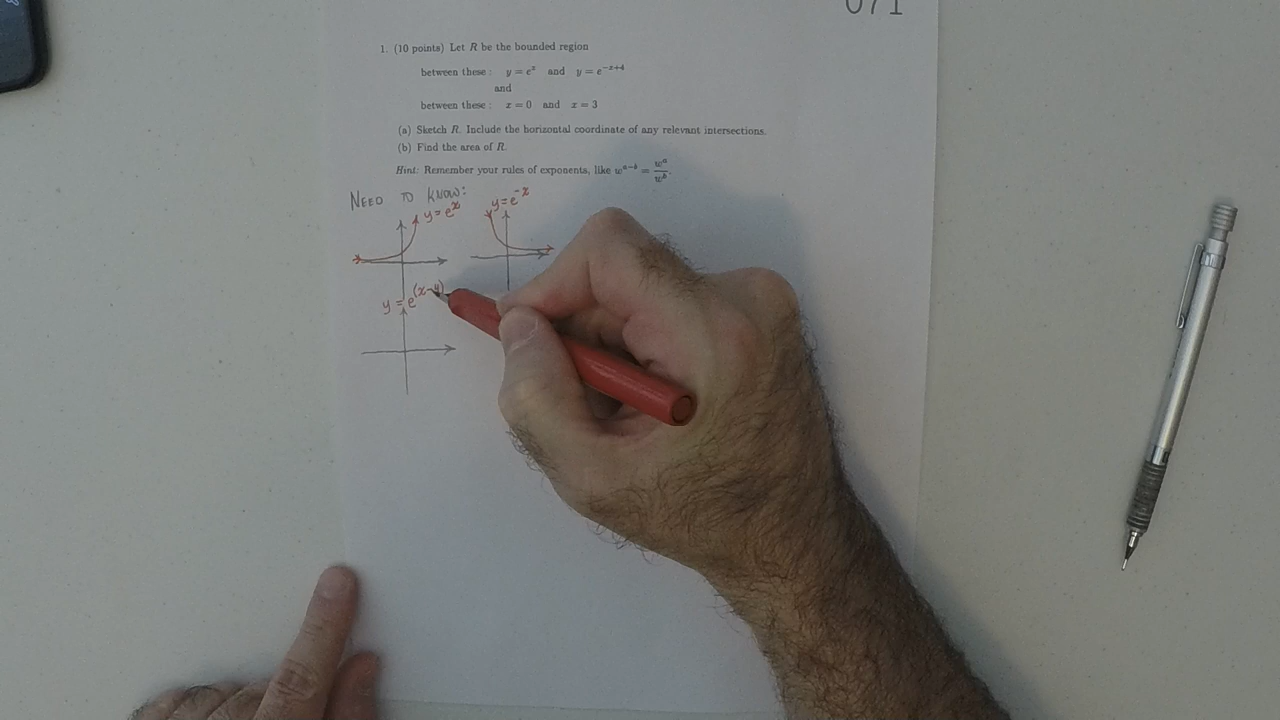 071
1. (10 points) Let R be the bounded region
between these : y = e^x and y = e^{-x+4}
and
between these : x = 0 and x = 3
(a) Sketch R. Include the horizontal coordinate of any relevant intersections.
(b) Find the area of R.
Hint: Remember your rules of exponents, like w^{a-b} = w^a/w^b.
NEED TO KNOW:
y=e^x y=e^{-x}
y=e^{(x-4)}